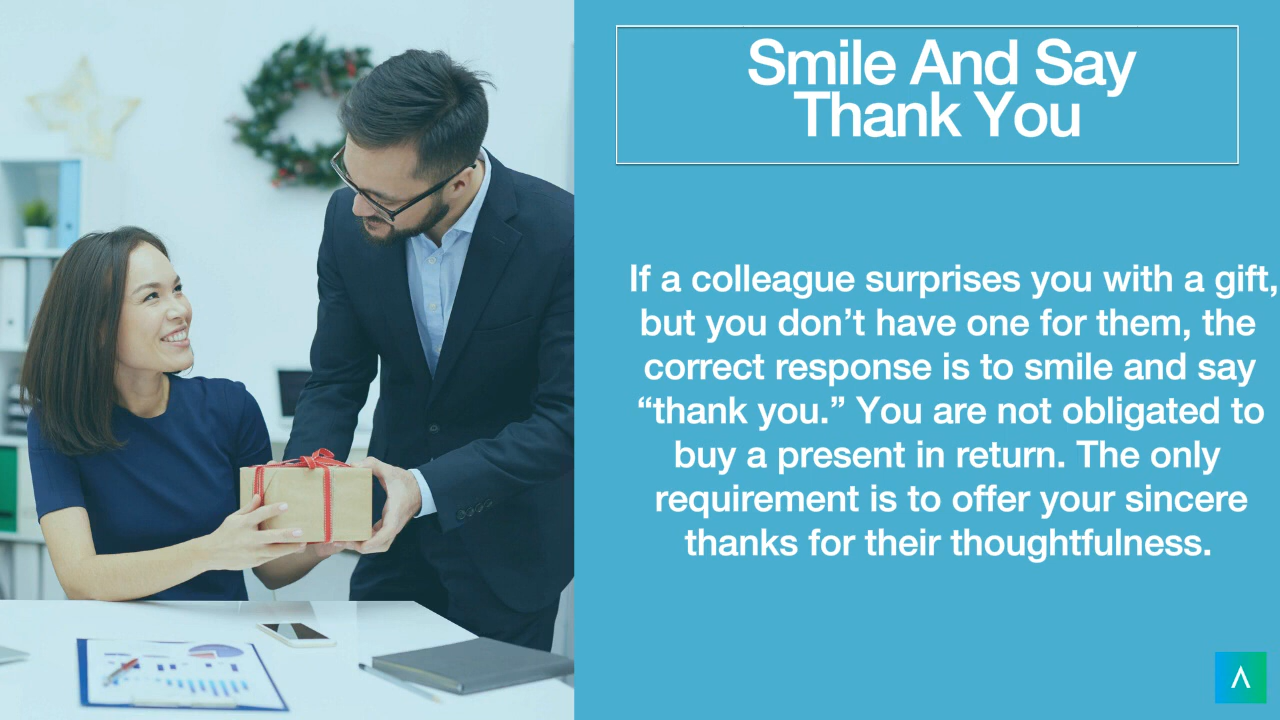 Smile And Say
Thank You
If a colleague surprises you with a gift,
but you don’t have one for them, the
correct response is to smile and say
“thank you.” You are not obligated to
buy a present in return. The only
requirement is to offer your sincere
thanks for their thoughtfulness.